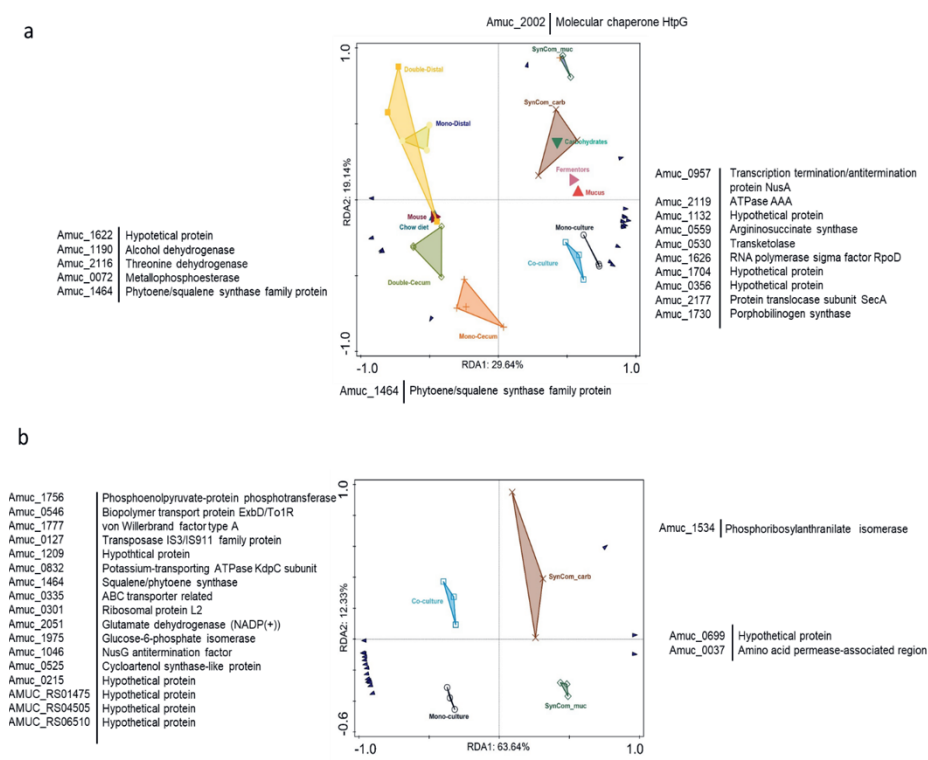 a
Amuc_2002 Molecular chaperone HtpG
1.0
SynCom_muc
Double-Distal
SynCom_carb
Mono-Distal
Carbohydrates
Fermentors
Mucus
RDA2: 19.14%
Mouse
Chow diet
Mono-culture
Co-culture
Double-Cecum
Mono-Cecum
-1.0
RDA1: 29.64%
-1.0
1.0
Amuc_1622 Hypotetical protein
Amuc_1190 Alcohol dehydrogenase
Amuc_2116 Threonine dehydrogenase
Amuc_0072 Metallophosphoesterase
Amuc_1464 Phytoene/squalene synthase family protein
Amuc_0957 Transcription termination/antitermination
protein NusA
Amuc_2119 ATPase AAA
Amuc_1132 Hypothetical protein
Amuc_0559 Argininosuccinate synthase
Amuc_0530 Transketolase
Amuc_1626 RNA polymerase sigma factor RpoD
Amuc_1704 Hypothetical protein
Amuc_0356 Hypothetical protein
Amuc_2177 Protein translocase subunit SecA
Amuc_1730 Porphobilinogen synthase
Amuc_1464 Phytoene/squalene synthase family protein
b
Amuc_1756 Phosphoenolpyruvate-protein phosphotransferase
Amuc_0546 Biopolymer transport protein ExbD/To1R
Amuc_1777 von Willerbrand factor type A
Amuc_0127 Transposase IS3/IS911 family protein
Amuc_1209 Hypothtical protein
Amuc_0832 Potassium-transporting ATPase KdpC subunit
Amuc_1464 Squalene/phytoene synthase
Amuc_0335 ABC transporter related
Amuc_0301 Ribosomal protein L2
Amuc_2051 Glutamate dehydrogenase (NADP(+))
Amuc_1975 Glucose-6-phosphate isomerase
Amuc_1046 NusG antitermination factor
Amuc_0525 Cycloartenol synthase-like protein
Amuc_0215 Hypothetical protein
AMUC_RS01475 Hypothetical protein
AMUC_RS04505 Hypothetical protein
AMUC_RS06510 Hypothetical protein
1.0
SynCom_carb
Co-culture
RDA2: 12.33%
Mono-culture
SynCom_muc
-0.6
-1.0
RDA1: 63.64%
1.0
Amuc_1534 Phosphoribosylanthranilate isomerase
Amuc_0699 Hypothetical protein
Amuc_0037 Amino acid permease-associated region